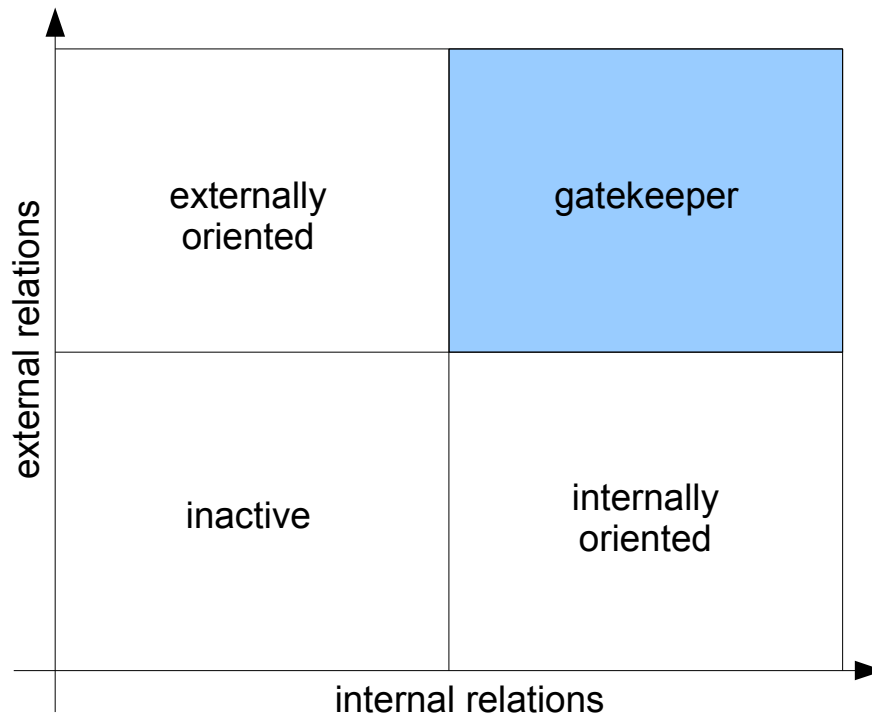 externally
oriented
gatekeeper
external relations
inactive
internally
oriented
internal relations